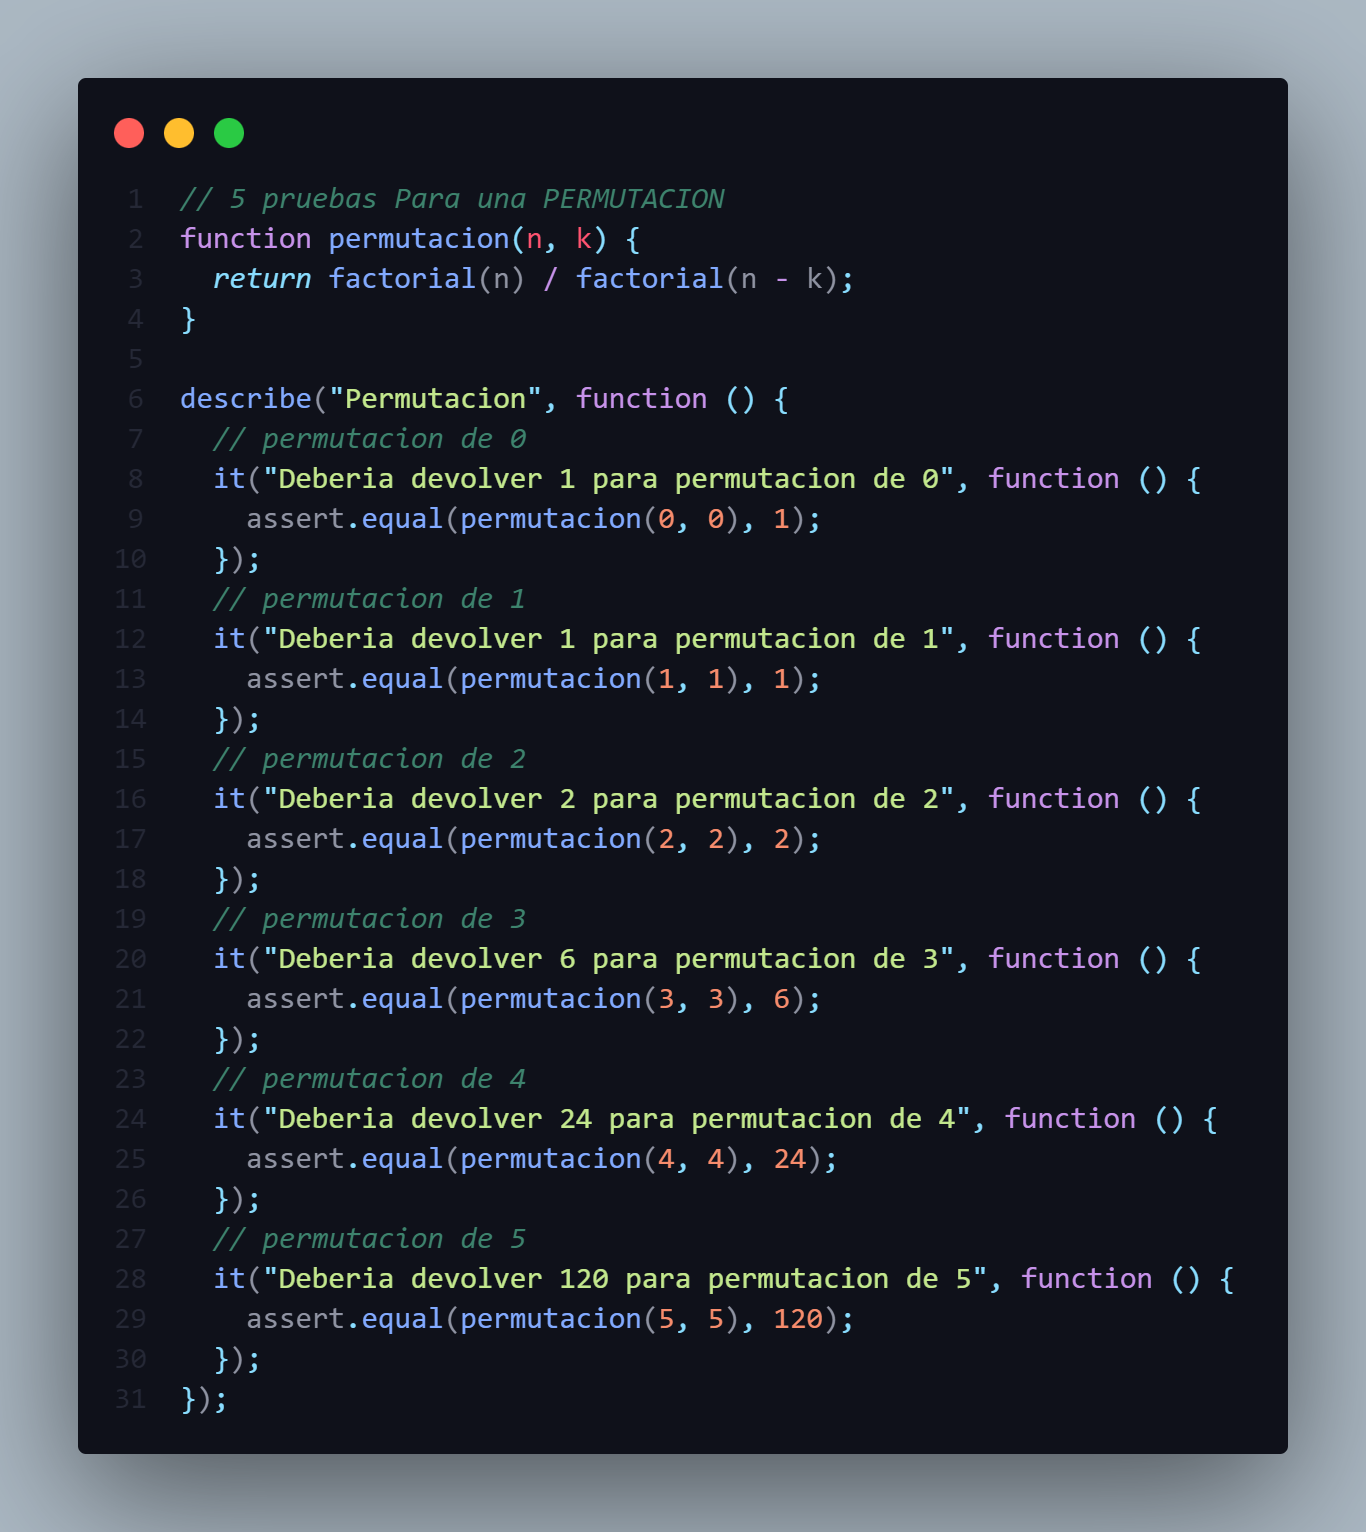 1 // 5 pruebas Para una PERMUTACION
2 function permutacion(n, k) {
3   return factorial(n) / factorial(n - k);
4 }
5
6 describe("Permutacion", function () {
7   // permutacion de 0
8   it("Deberia devolver 1 para permutacion de 0", function () {
9     assert.equal(permutacion(0, 0), 1);
10   });
11   // permutacion de 1
12   it("Deberia devolver 1 para permutacion de 1", function () {
13     assert.equal(permutacion(1, 1), 1);
14   });
15   // permutacion de 2
16   it("Deberia devolver 2 para permutacion de 2", function () {
17     assert.equal(permutacion(2, 2), 2);
18   });
19   // permutacion de 3
20   it("Deberia devolver 6 para permutacion de 3", function () {
21     assert.equal(permutacion(3, 3), 6);
22   });
23   // permutacion de 4
24   it("Deberia devolver 24 para permutacion de 4", function () {
25     assert.equal(permutacion(4, 4), 24);
26   });
27   // permutacion de 5
28   it("Deberia devolver 120 para permutacion de 5", function () {
29     assert.equal(permutacion(5, 5), 120);
30   });
31 });